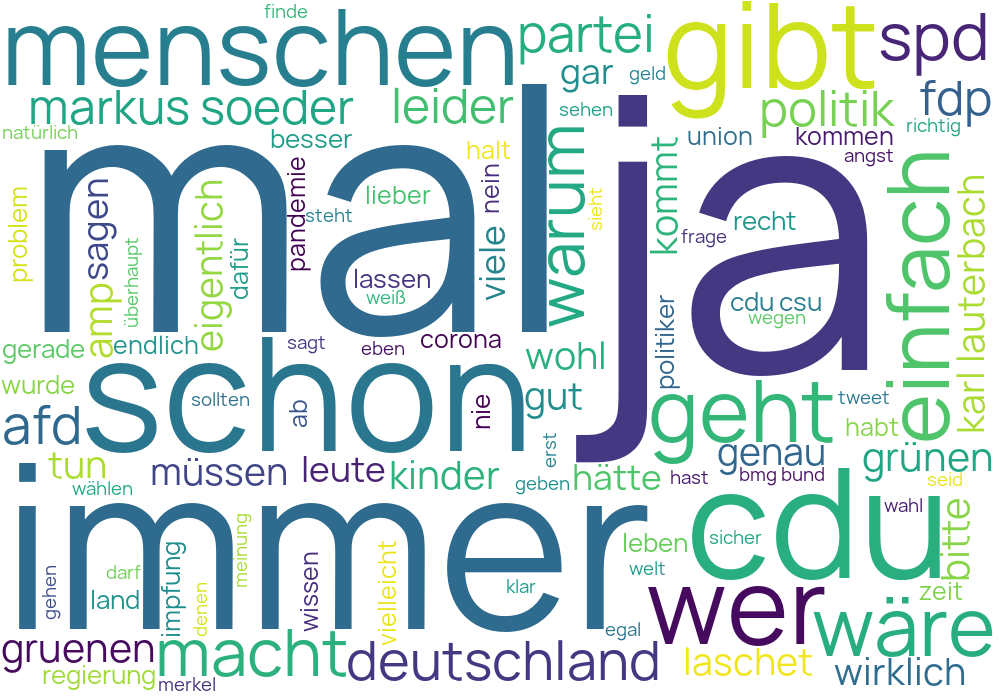 finde
menschen
partei
gibt
spd
gar
geld
markus soeder
leider
sehen
politik
fdp
natürlich
besser
union
kommen
richtig
halt
angst
mal
ja
warum
kommt
einfach
problem
sagen
eigentlich
pandemie
lieber
nein
sieht
recht
karl lauterbach
steht
frage
überhaupt
dafür
lassen
viele
weiß
cdu csu
wegen
amp
politiker
gerade
endlich
sagt
eben
corona
wohl
schon
wurde
sollten
ab
nie
gut
geht
tweet
afd
habt
erst
genau
grünen
tun
müssen
leute
kinder
geben
hätte
hast
bmg bund
seid
wählen
immer
cdu
wahl
bitte
meinung
leben
sicher
impfung
wissen
vielleicht
gehen
darf
welt
klar
land
denen
zeit
wer
wäre
egal
gruenen
macht
deutschland
laschet
regierung
wirklich
merkel